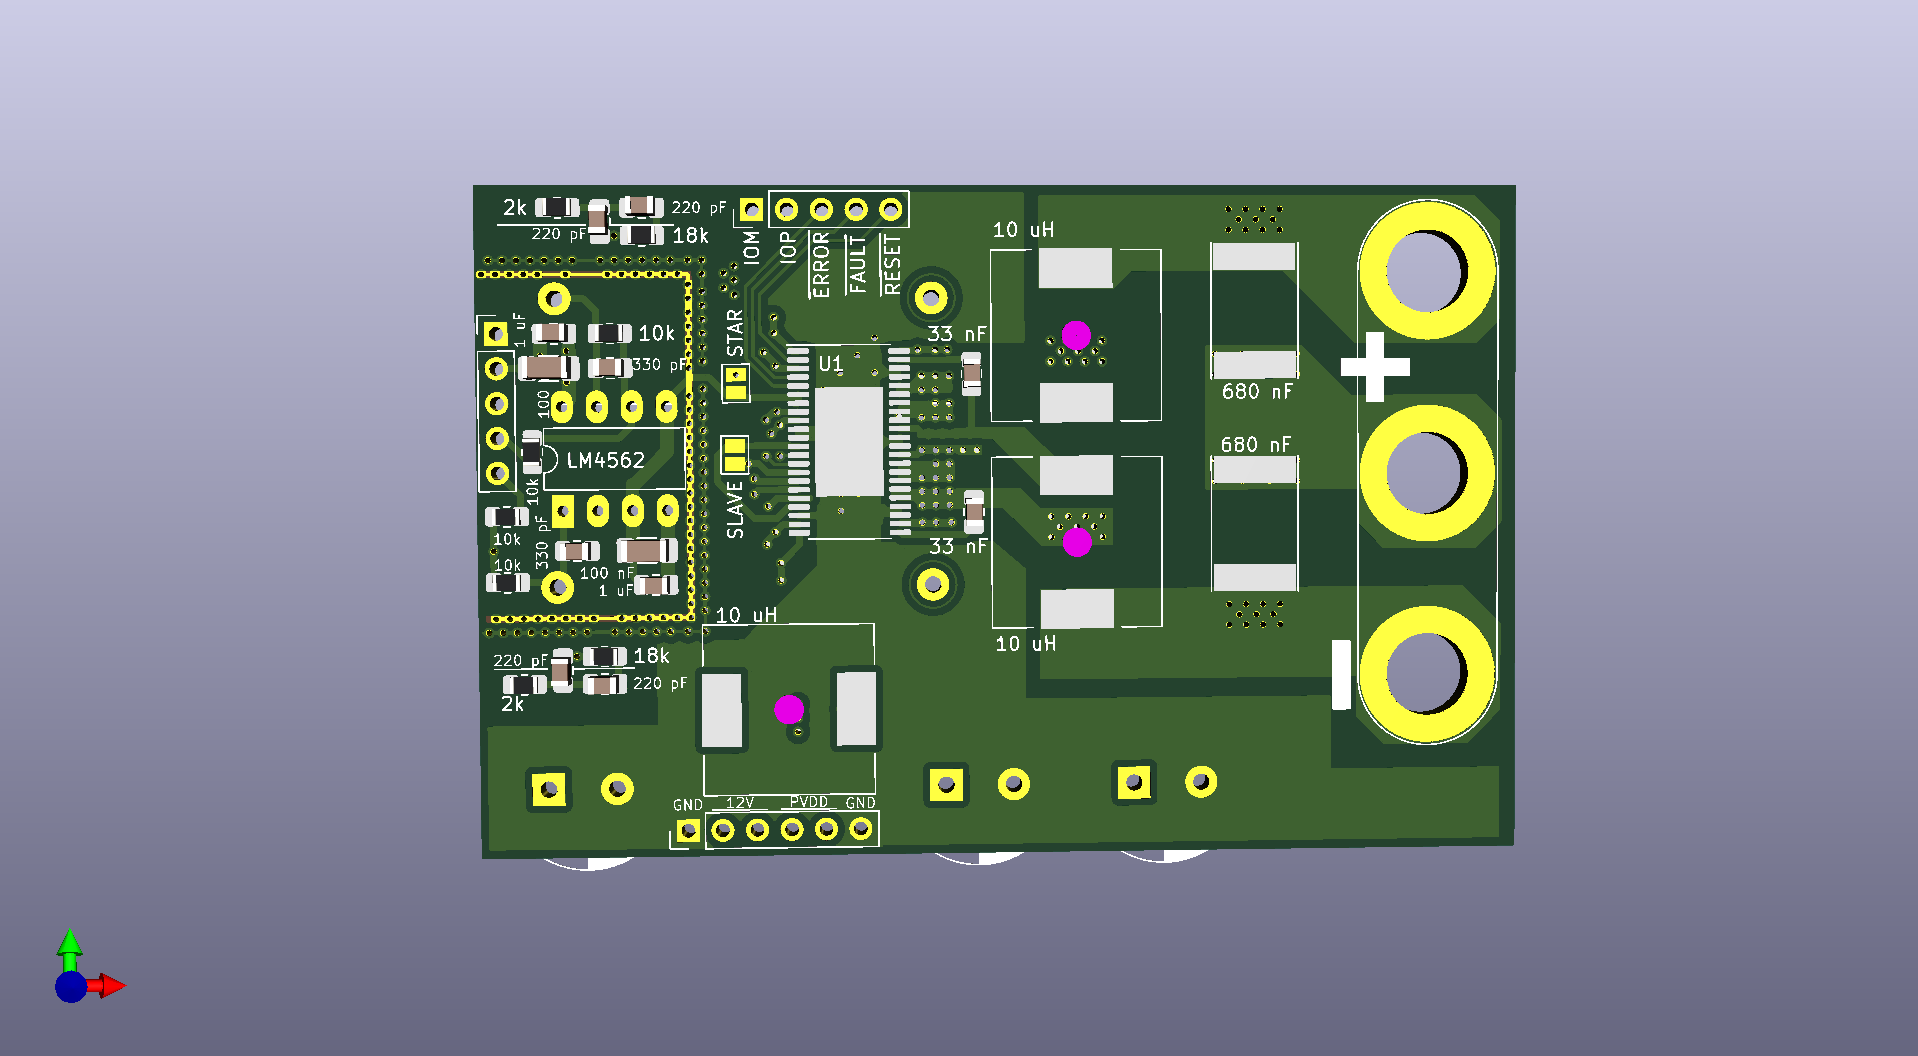 2k
220 pF
220 pF
18k
IOM
IOP
ERROR
FAULT
RESET
10 uH
1 uF
10k
330 pF
STAR
U1
33 nF
680 nF
100
LM4562
10k
SLAVE
680 nF
10k
330 pF
10k
100 nF
1 uF
33 nF
10 uH
10 uH
220 pF
18k
2k
220 pF
GND
12V
PVDD
GND